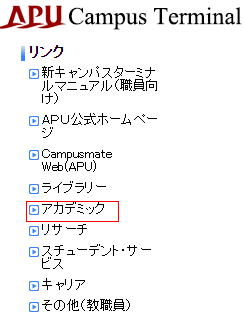 APU Campus Terminal
リンク
新キャンパスターミナ
ルマニュアル(職員向
け)
APU公式ホームペー
ジ
Campusmate
Web(APU)
ライブラリー
アカデミック
リサーチ
スチューデント・サー
ビス
キャリア
その他(教職員)